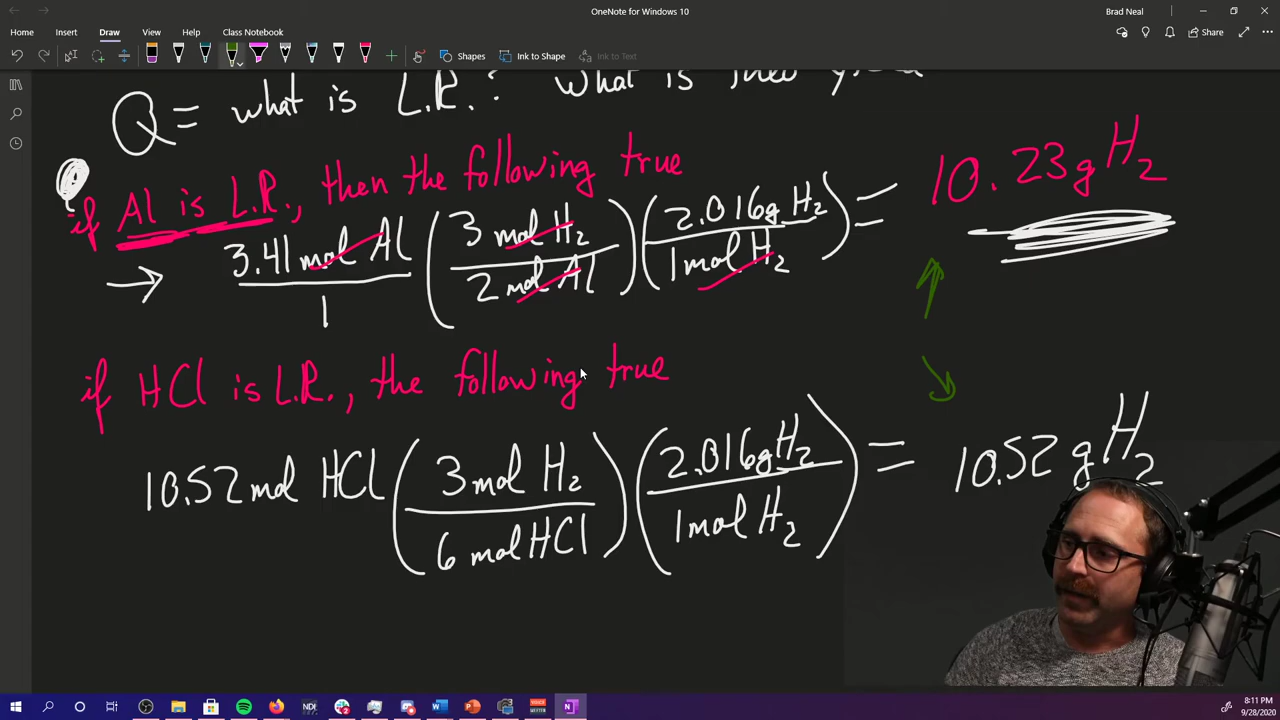 OneNote for Windows 10
Brad Neal
Home Insert Draw View Help Class Notebook
Share
Shapes Ink to Shape Ink to Text
Q = what is L.R.? What is theo yield
if Al is L.R., then the following true
→ 3.41 mol Al / 1 (3 mol H₂ / 2 mol Al) (2.016g H₂ / 1 mol H₂) = 10.23g H₂
if HCl is L.R., the following true
10.52 mol HCl (3 mol H₂ / 6 mol HCl) (2.016g H₂ / 1 mol H₂) = 10.52 g H₂
8:11 PM
9/28/2020